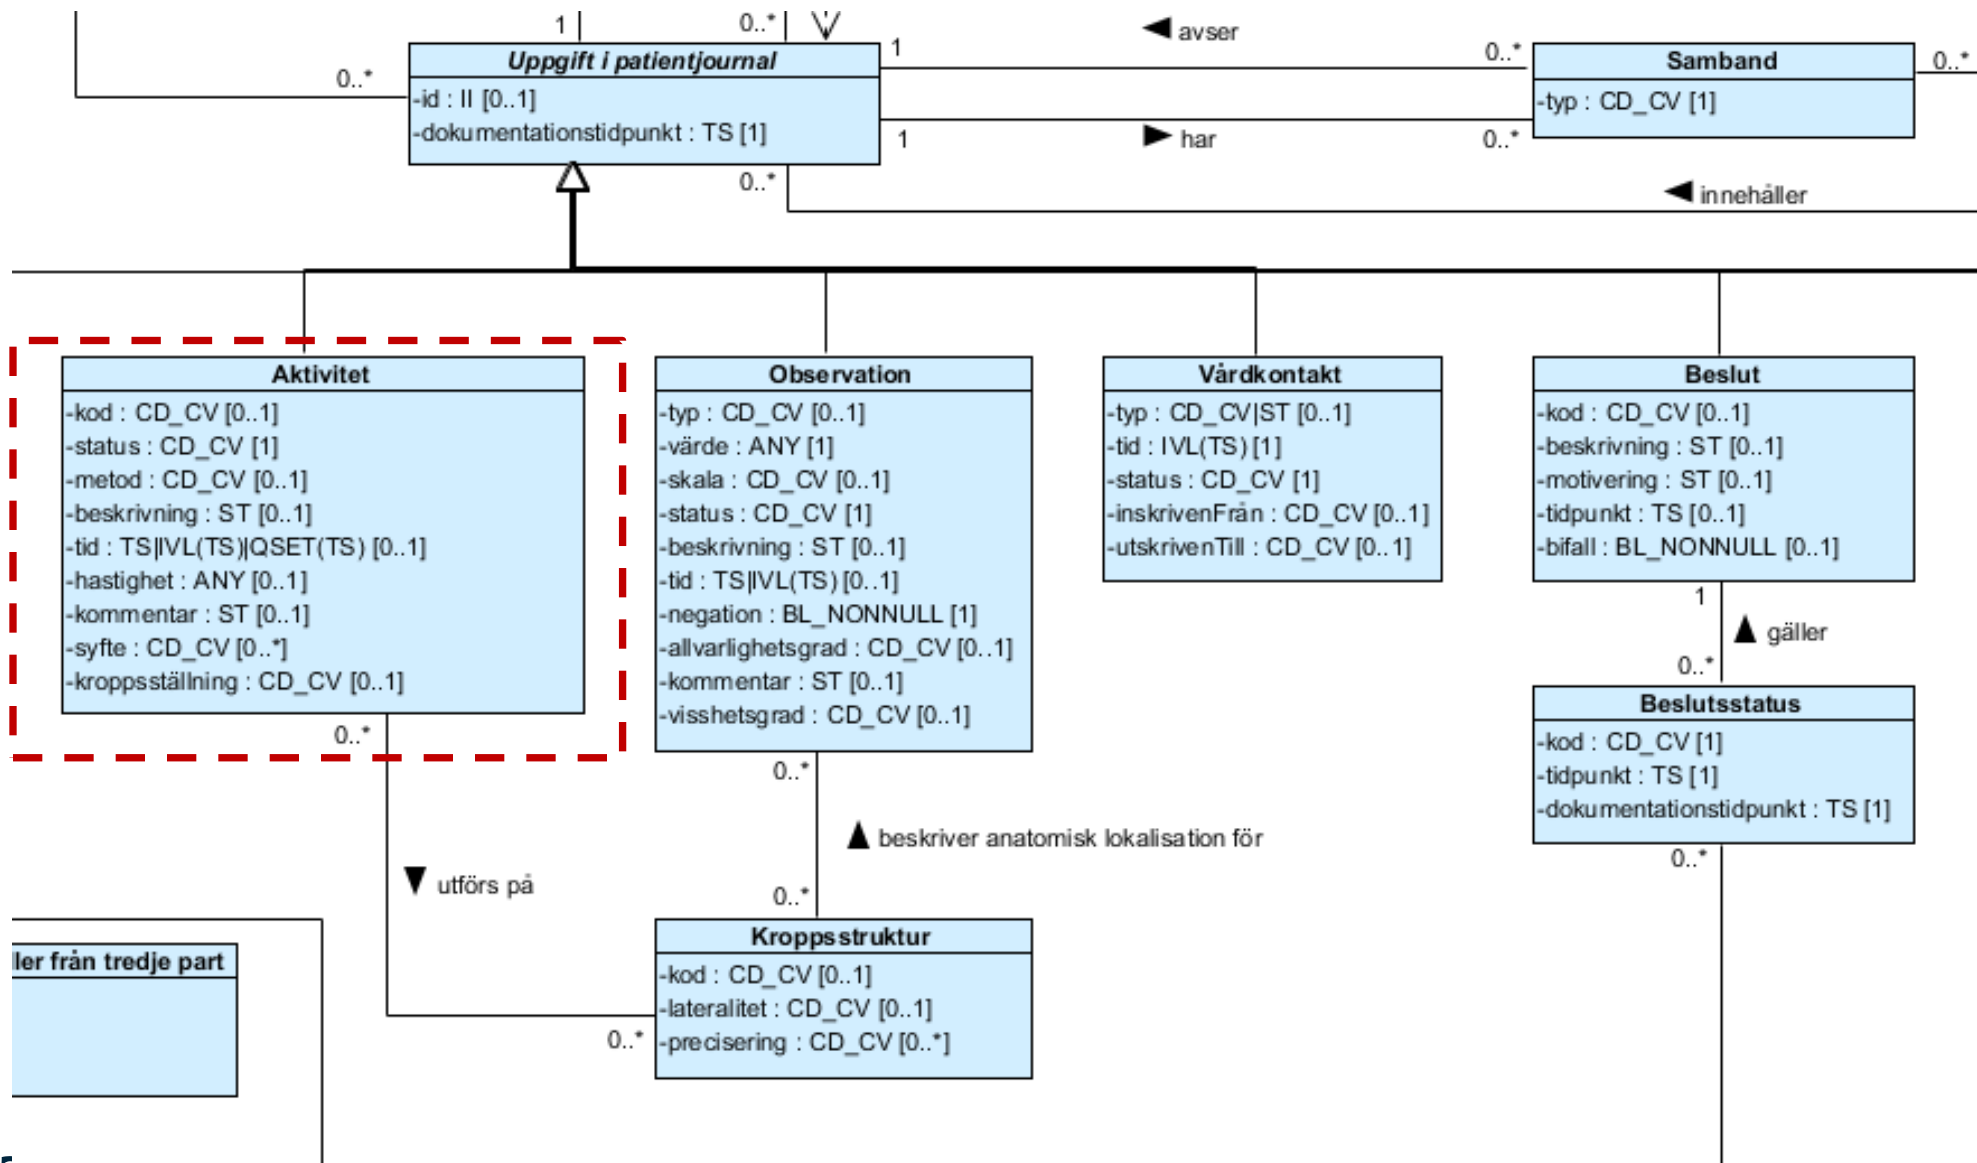 1
0..*
◄ avser
1
0..*
0..*
0..*
Uppgift i patientjournal
-id : II [0..1]
-dokumentationstidpunkt : TS [1]
Samband
-typ : CD_CV [1]
1
► har
0..*
0..*
◄ innehåller
Aktivitet
-kod : CD_CV [0..1]
-status : CD_CV [1]
-metod : CD_CV [0..1]
-beskrivning : ST [0..1]
-tid : TS|IVL(TS)|QSET(TS) [0..1]
-hastighet : ANY [0..1]
-kommentar : ST [0..1]
-syfte : CD_CV [0..*]
-kroppsställning : CD_CV [0..1]
0..*
Observation
-typ : CD_CV [0..1]
-värde : ANY [1]
-skala : CD_CV [0..1]
-status : CD_CV [1]
-beskrivning : ST [0..1]
-tid : TS|IVL(TS) [0..1]
-negation : BL_NONNULL [1]
-allvarlighetsgrad : CD_CV [0..1]
-kommentar : ST [0..1]
-visshetsgrad : CD_CV [0..1]
0..*
Vårdkontakt
-typ : CD_CV|ST [0..1]
-tid : IVL(TS) [1]
-status : CD_CV [1]
-inskrivenFrån : CD_CV [0..1]
-utskrivenTill : CD_CV [0..1]
Beslut
-kod : CD_CV [0..1]
-beskrivning : ST [0..1]
-motivering : ST [0..1]
-tidpunkt : TS [0..1]
-bifall : BL_NONNULL [0..1]
1
▲ gäller
0..*
Beslutsstatus
-kod : CD_CV [1]
-tidpunkt : TS [1]
-dokumentationstidpunkt : TS [1]
0..*
▲ beskriver anatomisk lokalisation för
▼ utförs på
0..*
Kroppsstruktur
-kod : CD_CV [0..1]
-lateralitet : CD_CV [0..1]
-precisering : CD_CV [0..*]
0..*
ller från tredje part